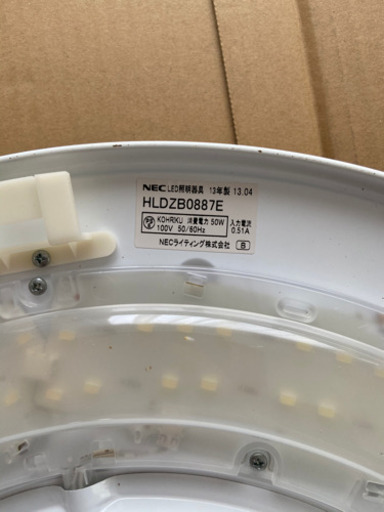 NEC LED照明器具 13年製 13.04
HLDZB0887E
KOHRKU 消費電力 50W 入力電流
100V 50/60Hz 0.51A
NECライティング株式会社 B